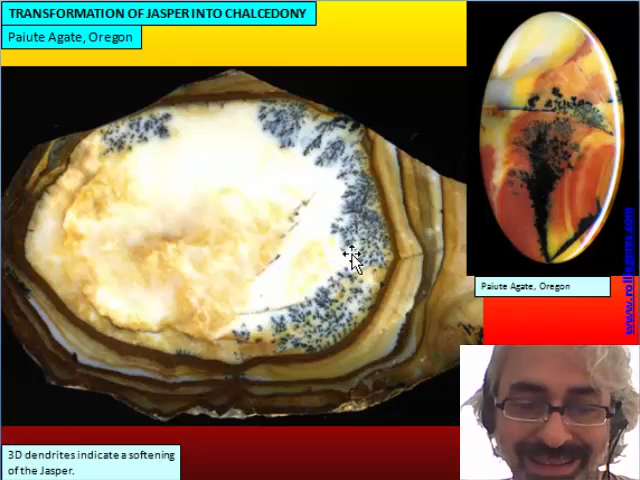 TRANSFORMATION OF JASPER INTO CHALCEDONY
Paiute Agate, Oregon
Paiute Agate, Oregon
www.rollingorea.com
3D dendrites indicate a softening
of the Jasper.